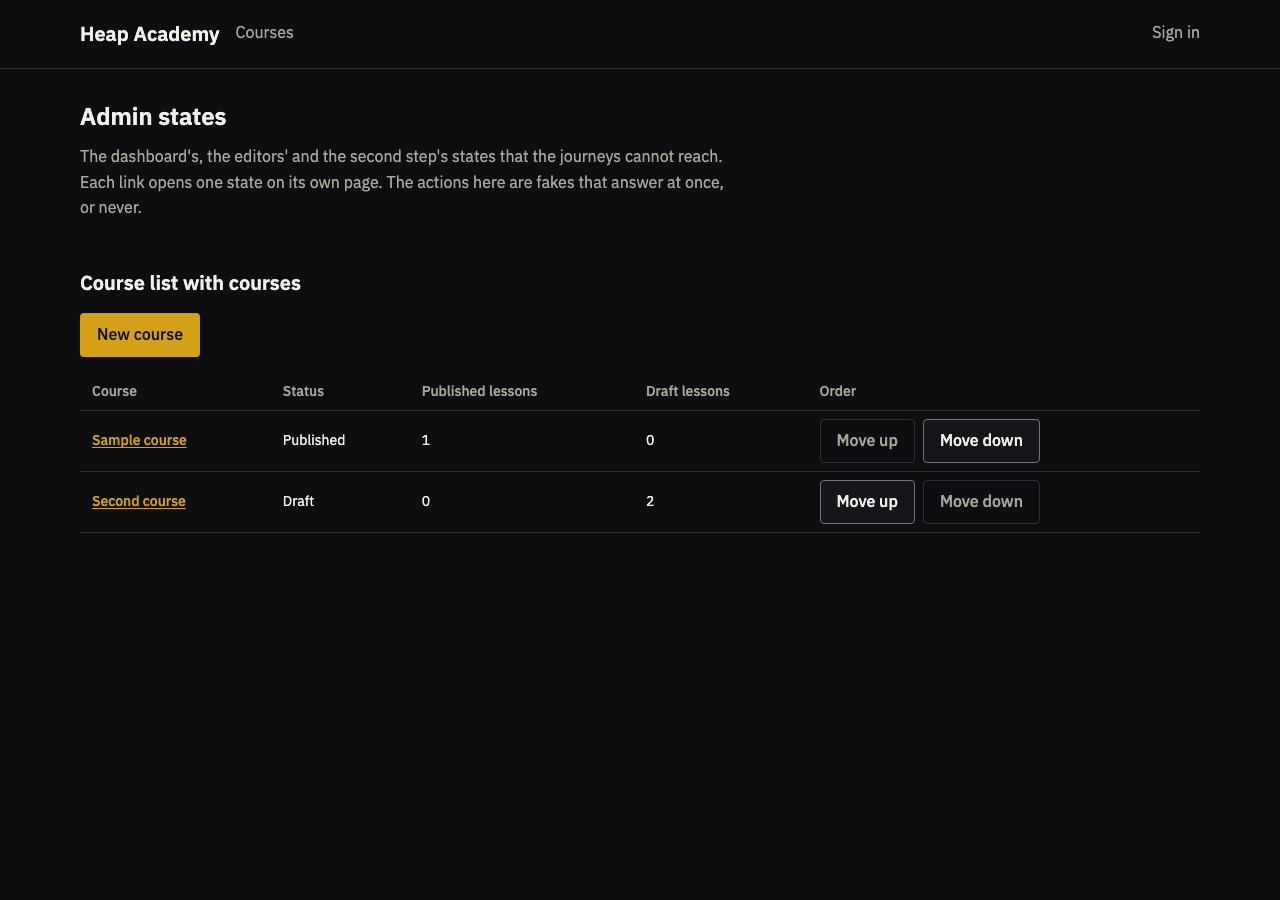 Heap Academy Courses Sign in
Admin states
The dashboard's, the editors' and the second step's states that the journeys cannot reach.
Each link opens one state on its own page. The actions here are fakes that answer at once,
or never.
Course list with courses
New course
Course Status Published lessons Draft lessons Order
Sample course Published 1 0 Move up Move down
Second course Draft 0 2 Move up Move down